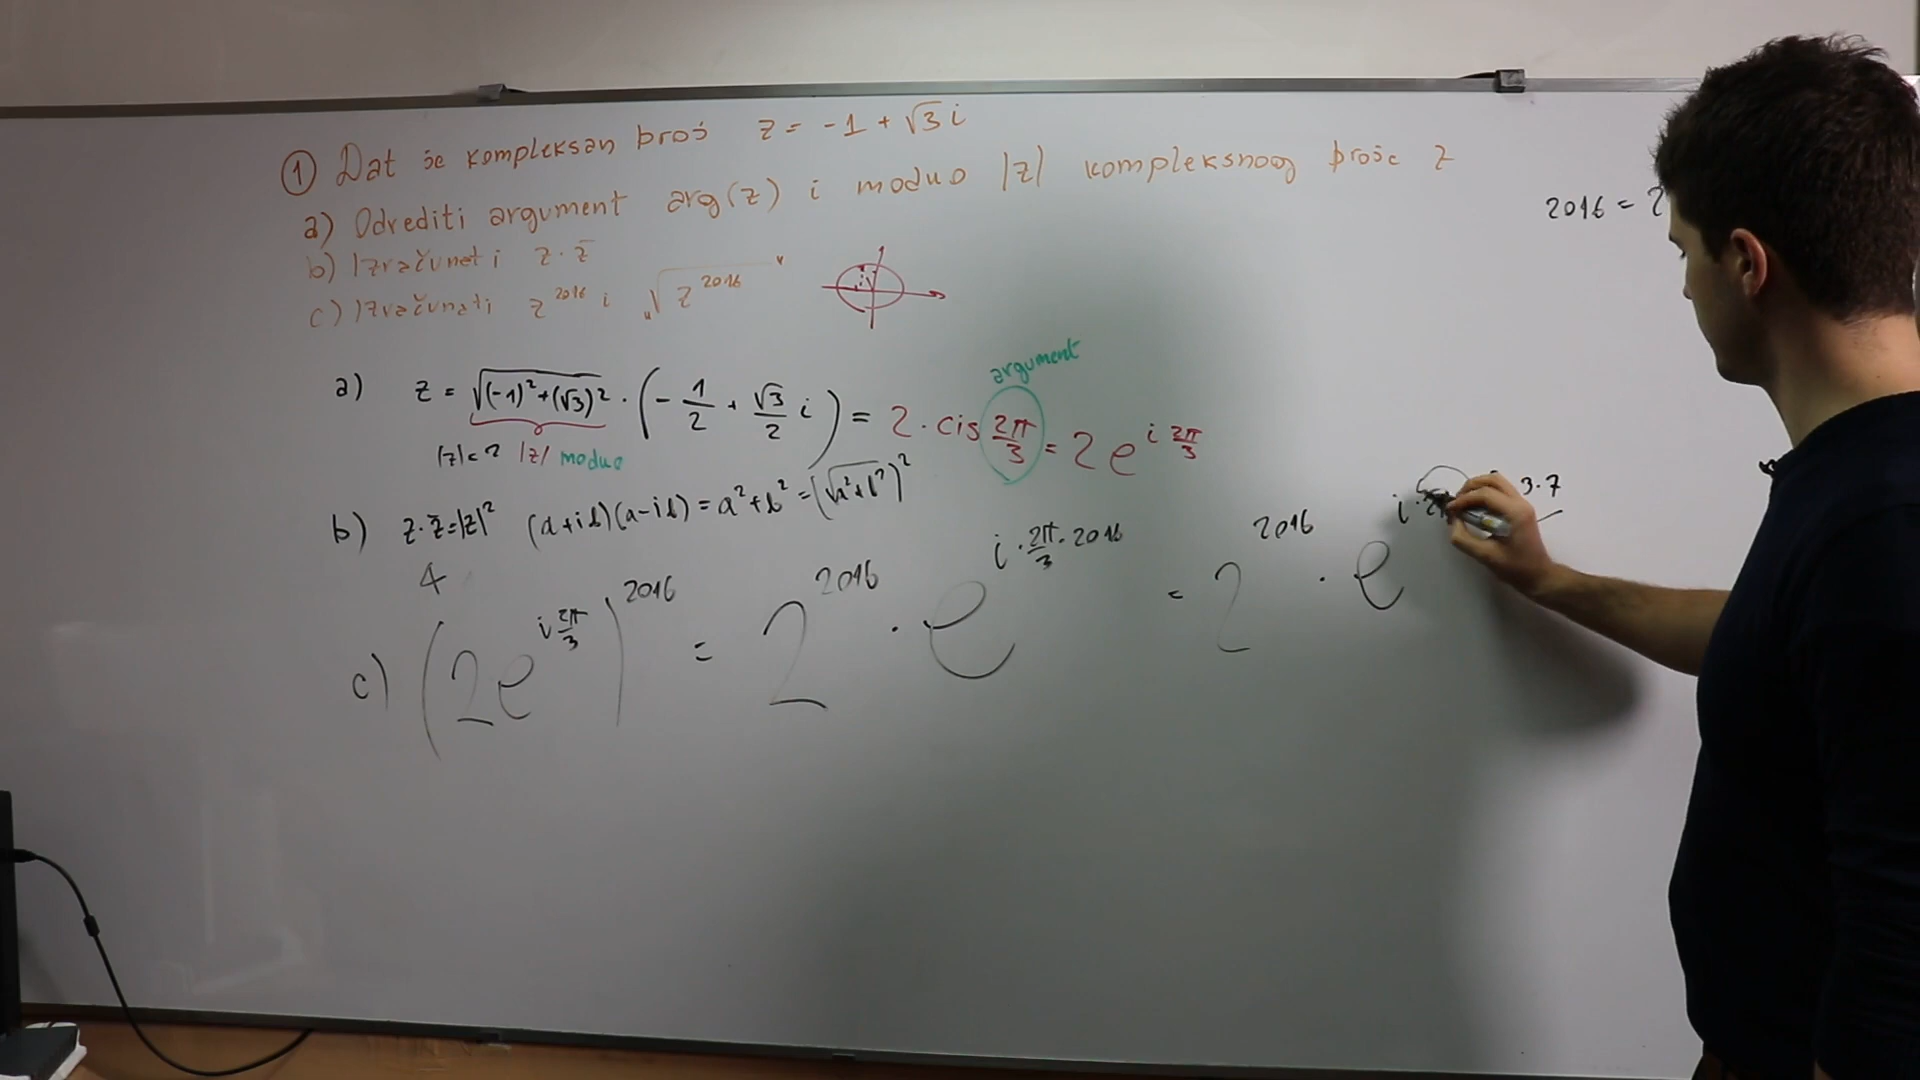 ① Dat je kompleksan broj z = -1 + √3 i
a) Odrediti argument arg(z) i moduo |z| kompleksnog broja z
b) Izračunati z · z̄
c) Izračunati z^2016 i "√z^2016"
2016 = 2
argument
a) z = √((-1)²+(√3)²) · (-1/2 + √3/2 i) = 2 · cis 2π/3 = 2 e^(i 2π/3)
|z| = 2 |z| moduo
b) z · z̄ = |z|² (a+ib)(a-ib) = a² + b² = (√(a²+b²))²
4
c) (2e^(i 2π/3))^2016 = 2^2016 · e^(i · 2π/3 · 2016) = 2^2016 · e^(i ·
3·7